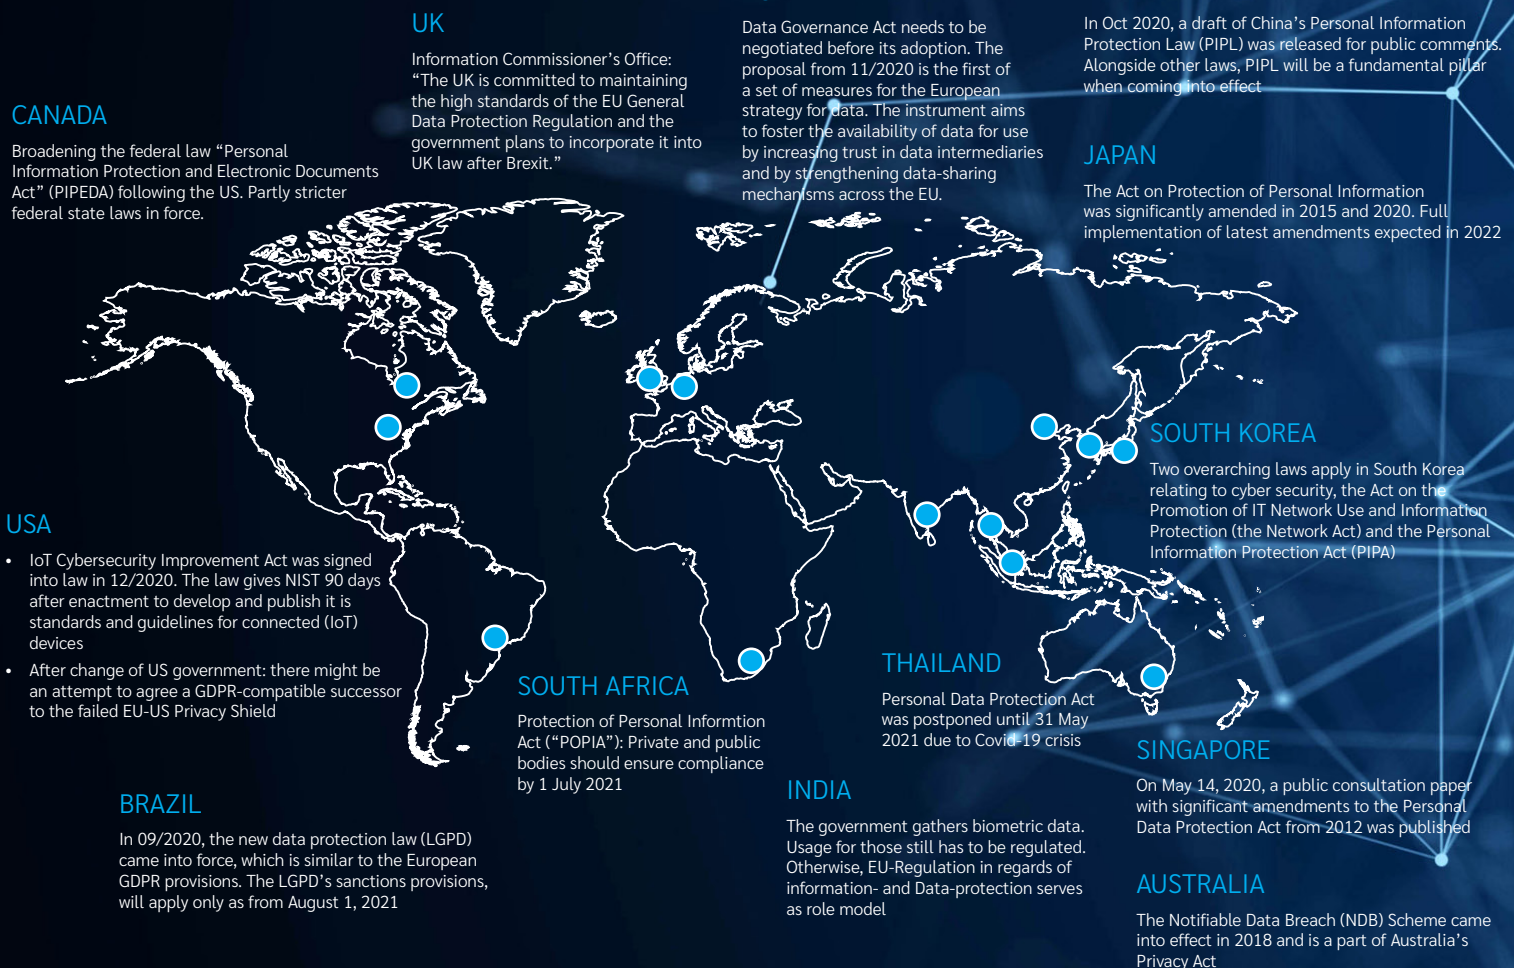 UK
Information Commissioner's Office:
"The UK is committed to maintaining
the high standards of the EU General
Data Protection Regulation and the
government plans to incorporate it into
UK law after Brexit."
Data Governance Act needs to be
negotiated before its adoption. The
proposal from 11/2020 is the first of
a set of measures for the European
strategy for data. The instrument aims
to foster the availability of data for use
by increasing trust in data intermediaries
and by strengthening data-sharing
mechanisms across the EU.
In Oct 2020, a draft of China's Personal Information
Protection Law (PIPL) was released for public comments.
Alongside other laws, PIPL will be a fundamental pillar
when coming into effect
CANADA
Broadening the federal law "Personal
Information Protection and Electronic Documents
Act" (PIPEDA) following the US. Partly stricter
federal state laws in force.
JAPAN
The Act on Protection of Personal Information
was significantly amended in 2015 and 2020. Full
implementation of latest amendments expected in 2022
SOUTH KOREA
Two overarching laws apply in South Korea
relating to cyber security, the Act on the
Promotion of IT Network Use and Information
Protection (the Network Act) and the Personal
Information Protection Act (PIPA)
USA
• IoT Cybersecurity Improvement Act was signed
into law in 12/2020. The law gives NIST 90 days
after enactment to develop and publish it is
standards and guidelines for connected (IoT)
devices
• After change of US government: there might be
an attempt to agree a GDPR-compatible successor
to the failed EU-US Privacy Shield
SOUTH AFRICA
Protection of Personal Informtion
Act ("POPIA"): Private and public
bodies should ensure compliance
by 1 July 2021
THAILAND
Personal Data Protection Act
was postponed until 31 May
2021 due to Covid-19 crisis
SINGAPORE
On May 14, 2020, a public consultation paper
with significant amendments to the Personal
Data Protection Act from 2012 was published
BRAZIL
In 09/2020, the new data protection law (LGPD)
came into force, which is similar to the European
GDPR provisions. The LGPD's sanctions provisions,
will apply only as from August 1, 2021
INDIA
The government gathers biometric data.
Usage for those still has to be regulated.
Otherwise, EU-Regulation in regards of
information- and Data-protection serves
as role model
AUSTRALIA
The Notifiable Data Breach (NDB) Scheme came
into effect in 2018 and is a part of Australia's
Privacy Act